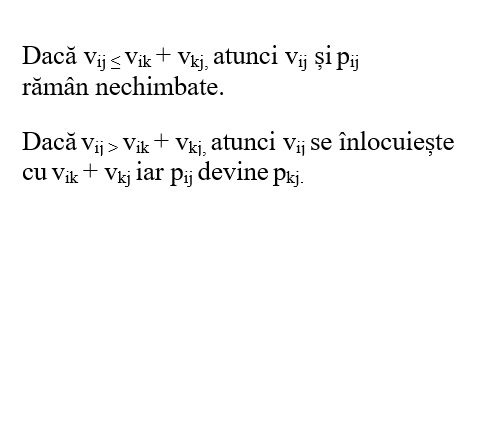 Dacă vᵢⱼ ≤ vᵢₖ + vₖⱼ, atunci vᵢⱼ și pᵢⱼ
rămân nechimbate.
Dacă vᵢⱼ > vᵢₖ + vₖⱼ, atunci vᵢⱼ se înlocuiește
cu vᵢₖ + vₖⱼ iar pᵢⱼ devine pₖⱼ.